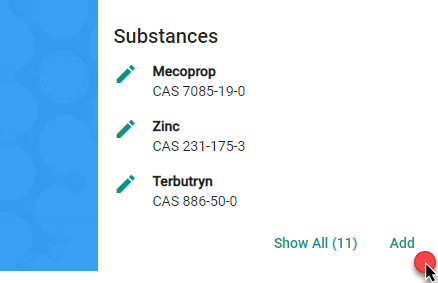 Substances
Mecoprop
CAS 7085-19-0
Zinc
CAS 231-175-3
Terbutryn
CAS 886-50-0
Show All (11) Add